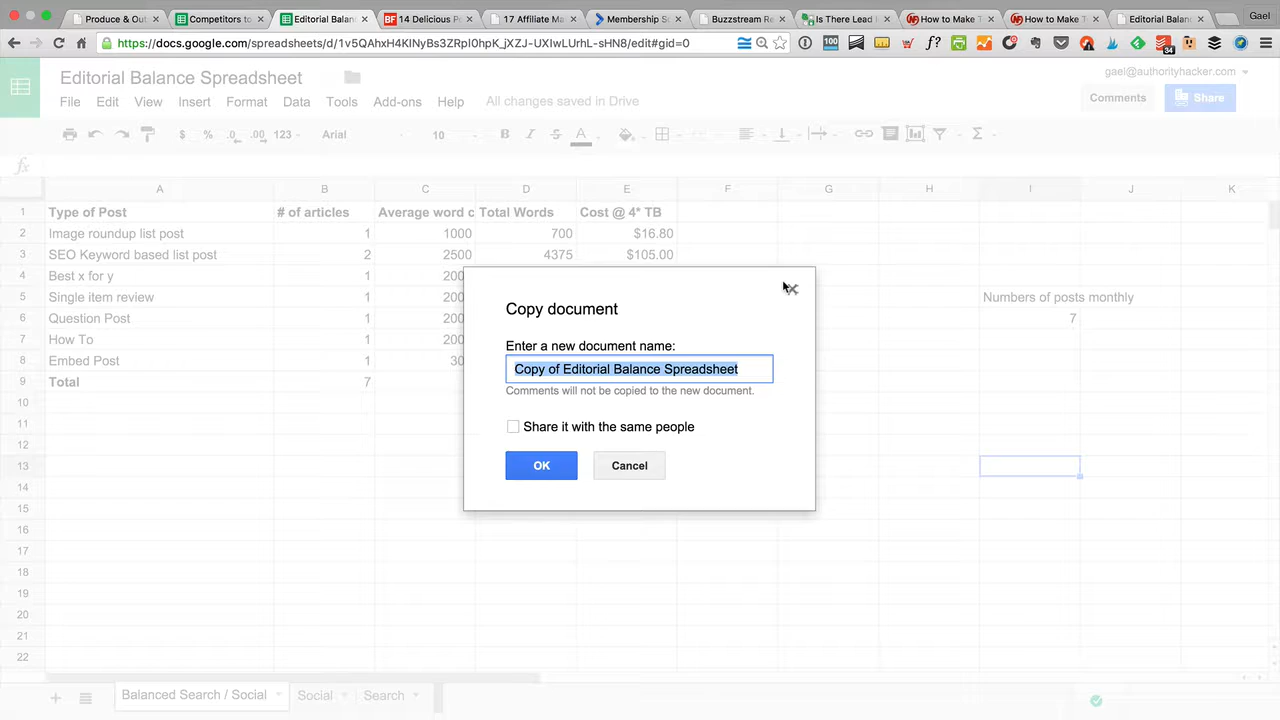 Produce & Out
Competitors to
Editorial Balan
BF 14 Delicious P
17 Affiliate Ma
Membership S
Buzzstream Re
Is There Lead
How to Make T
How to Make T
Editorial Balan
Gael
https://docs.google.com/spreadsheets/d/1v5QAhxH4KlNyBs3ZRpI0hpK_jXZJ-UXIwLUrhL-sHN8/edit#gid=0
100
f?
34
Editorial Balance Spreadsheet
gael@authorityhacker.com
File Edit View Insert Format Data Tools Add-ons Help All changes saved in Drive
Comments Share
$ % .0 .00 123 Arial 10 B I S A Σ
fx
A B C D E F G H I J K
1 Type of Post # of articles Average word c Total Words Cost @ 4* TB
2 Image roundup list post 1 1000 700 $16.80
3 SEO Keyword based list post 2 2500 4375 $105.00
4 Best x for y 1 200
5 Single item review 1 200 Numbers of posts monthly
6 Question Post 1 200 7
7 How To 1 200
8 Embed Post 1 30
9 Total 7
10
11
12
13
14
15
16
17
18
19
20
21
22
Copy document
Enter a new document name:
Copy of Editorial Balance Spreadsheet
Comments will not be copied to the new document.
Share it with the same people
OK Cancel
+ Balanced Search / Social Social Search